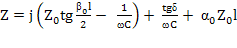 Z = j (Z₀tg β₀l/2 − 1/ωC) + tgδ/ωC + α₀Z₀l